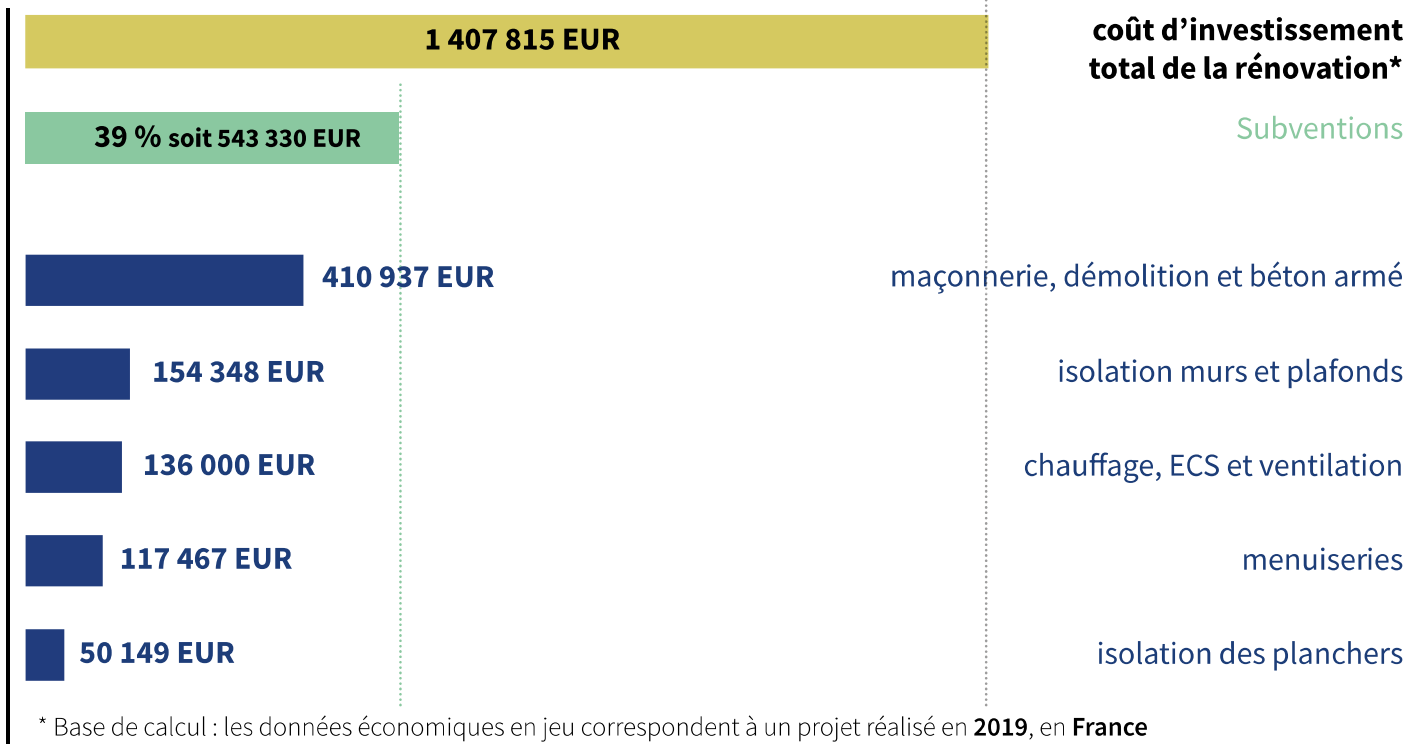 1 407 815 EUR
coût d’investissement
total de la rénovation*
39 % soit 543 330 EUR
Subventions
410 937 EUR
maçonnerie, démolition et béton armé
154 348 EUR
isolation murs et plafonds
136 000 EUR
chauffage, ECS et ventilation
117 467 EUR
menuiseries
50 149 EUR
isolation des planchers
* Base de calcul : les données économiques en jeu correspondent à un projet réalisé en 2019, en France